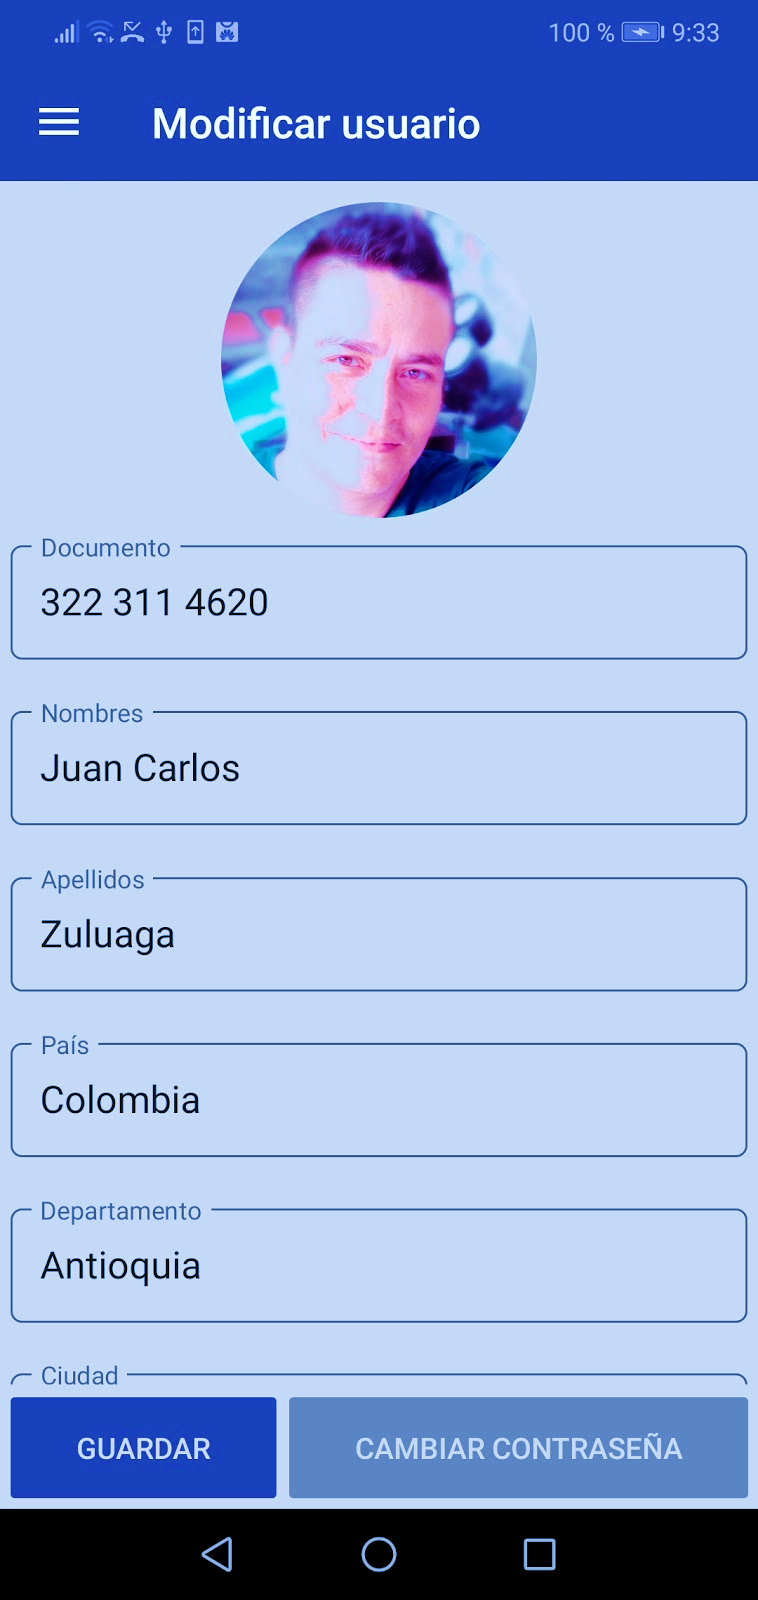 100 % 9:33
Modificar usuario
Documento
322 311 4620
Nombres
Juan Carlos
Apellidos
Zuluaga
País
Colombia
Departamento
Antioquia
Ciudad
GUARDAR CAMBIAR CONTRASEÑA